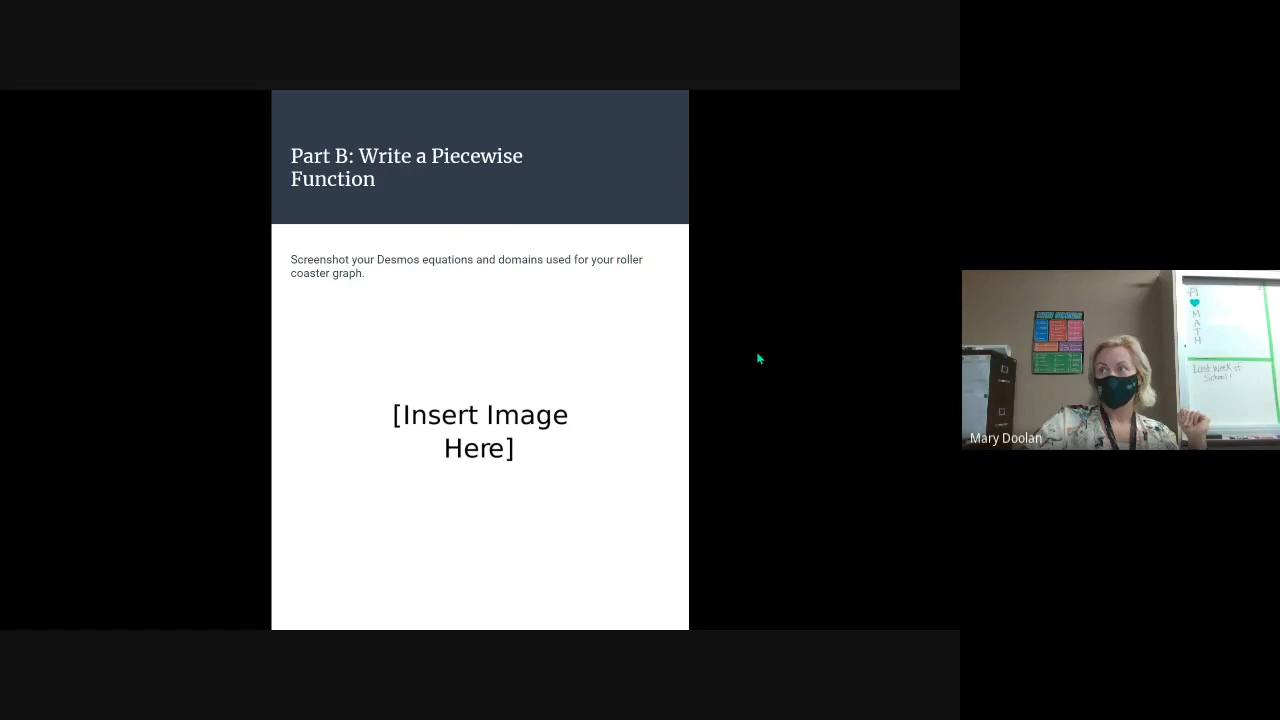 Part B: Write a Piecewise
Function
Screenshot your Desmos equations and domains used for your roller
coaster graph.
[Insert Image
Here]
Mary Doolan
M
A
T
H
Last week of
School!